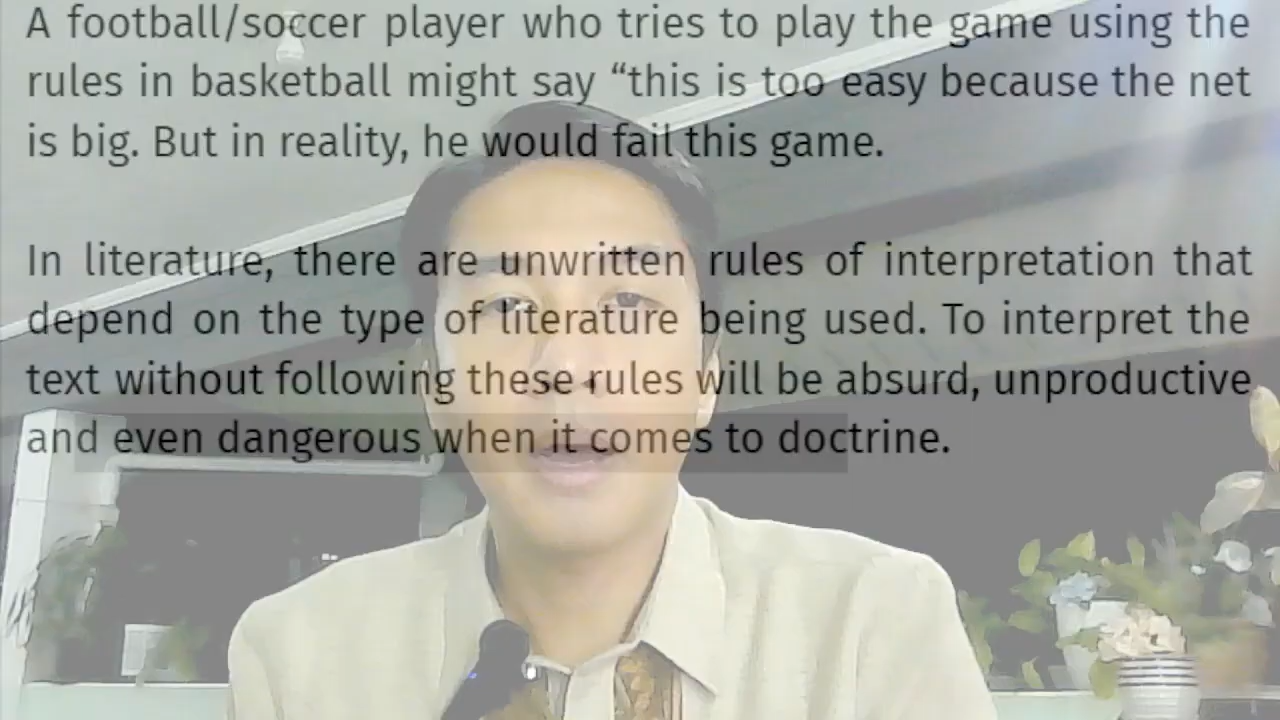 A football/soccer player who tries to play the game using the
rules in basketball might say “this is too easy because the net
is big. But in reality, he would fail this game.
In literature, there are unwritten rules of interpretation that
depend on the type of literature being used. To interpret the
text without following these rules will be absurd, unproductive
and even dangerous when it comes to doctrine.